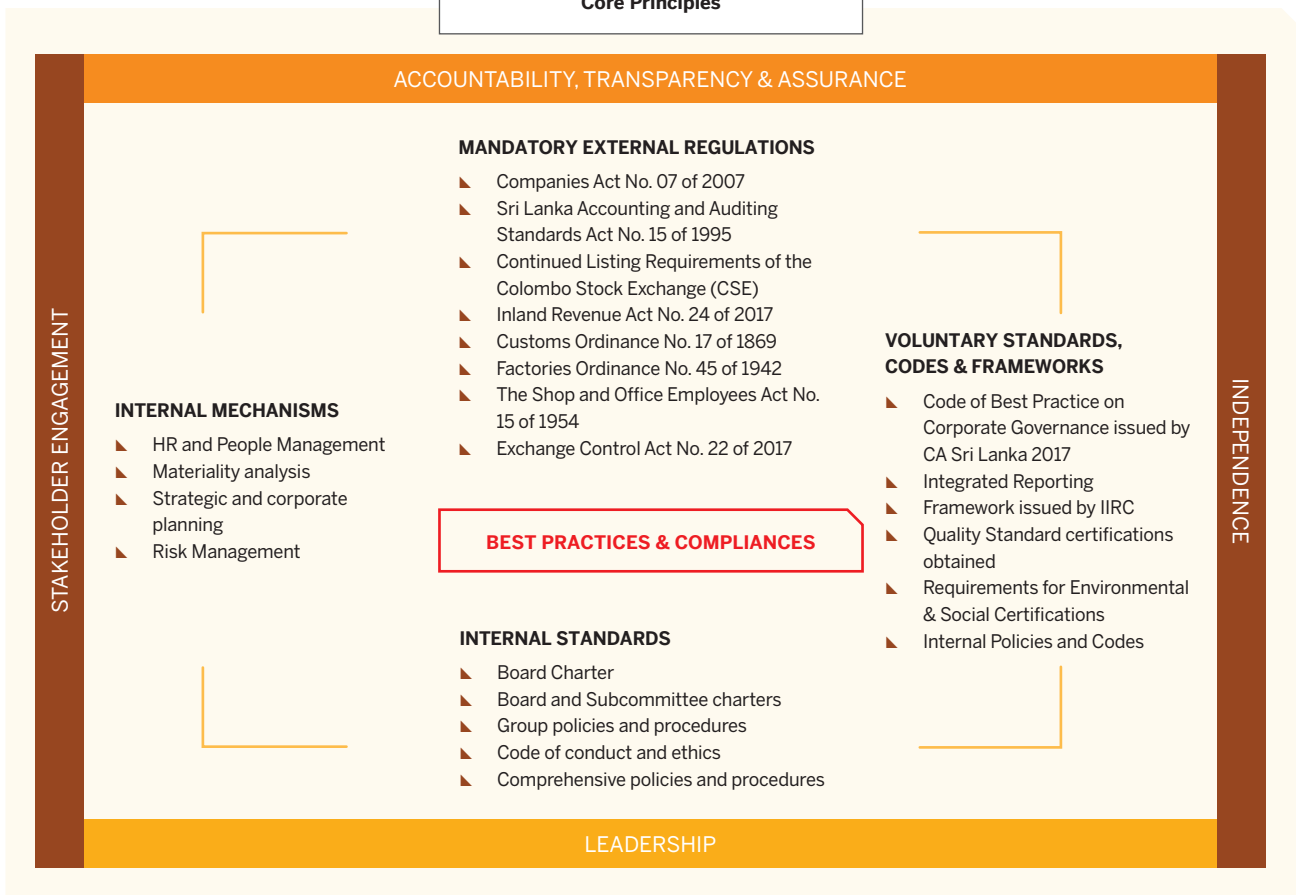 Core Principles
ACCOUNTABILITY, TRANSPARENCY & ASSURANCE
STAKEHOLDER ENGAGEMENT
INTERNAL MECHANISMS
HR and People Management
Materiality analysis
Strategic and corporate
planning
Risk Management
MANDATORY EXTERNAL REGULATIONS
Companies Act No. 07 of 2007
Sri Lanka Accounting and Auditing
Standards Act No. 15 of 1995
Continued Listing Requirements of the
Colombo Stock Exchange (CSE)
Inland Revenue Act No. 24 of 2017
Customs Ordinance No. 17 of 1869
Factories Ordinance No. 45 of 1942
The Shop and Office Employees Act No.
15 of 1954
Exchange Control Act No. 22 of 2017
BEST PRACTICES & COMPLIANCES
INTERNAL STANDARDS
Board Charter
Board and Subcommittee charters
Group policies and procedures
Code of conduct and ethics
Comprehensive policies and procedures
VOLUNTARY STANDARDS,
CODES & FRAMEWORKS
Code of Best Practice on
Corporate Governance issued by
CA Sri Lanka 2017
Integrated Reporting
Framework issued by IIRC
Quality Standard certifications
obtained
Requirements for Environmental
& Social Certifications
Internal Policies and Codes
INDEPENDENCE
LEADERSHIP